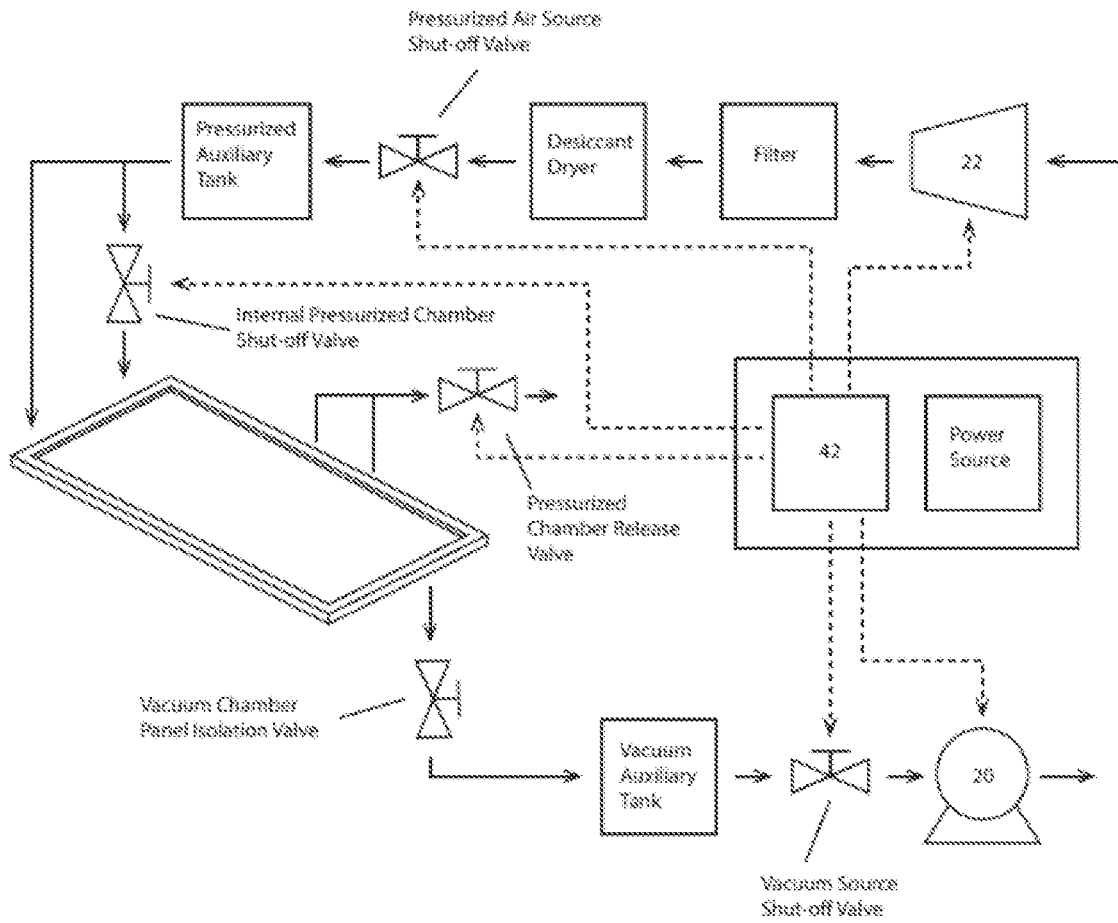 Pressurized Air Source
Shut-off Valve
Pressurized
Auxiliary
Tank
Desiccant
Dryer
Filter
22
Internal Pressurized Chamber
Shut-off Valve
42
Power
Source
Pressurized
Chamber Release
Valve
Vacuum Chamber
Panel Isolation Valve
Vacuum
Auxiliary
Tank
20
Vacuum Source
Shut-off Valve